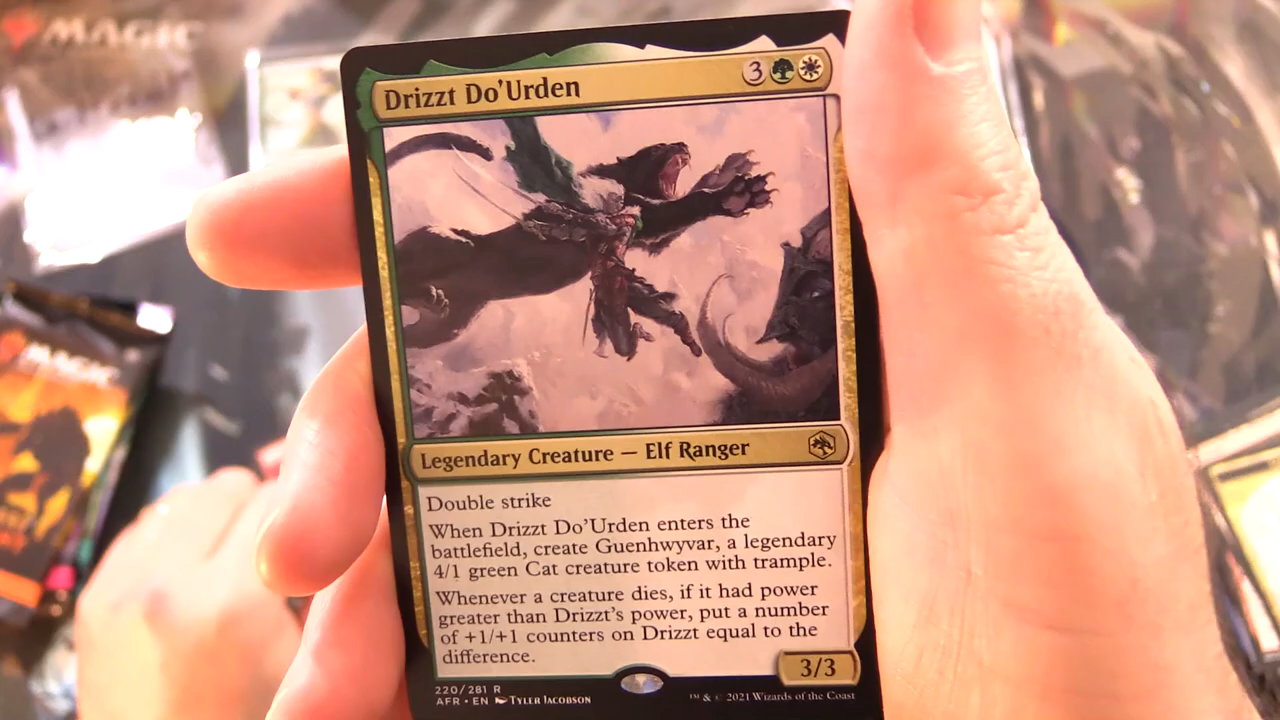 MAGIC
Drizzt Do'Urden
3
Legendary Creature — Elf Ranger
Double strike
When Drizzt Do'Urden enters the
battlefield, create Guenhwyvar, a legendary
4/1 green Cat creature token with trample.
Whenever a creature dies, if it had power
greater than Drizzt's power, put a number
of +1/+1 counters on Drizzt equal to the
difference.
3/3
220/281 R
AFR • EN Tyler Jacobson
™ & © 2021 Wizards of the Coast
MAGIC